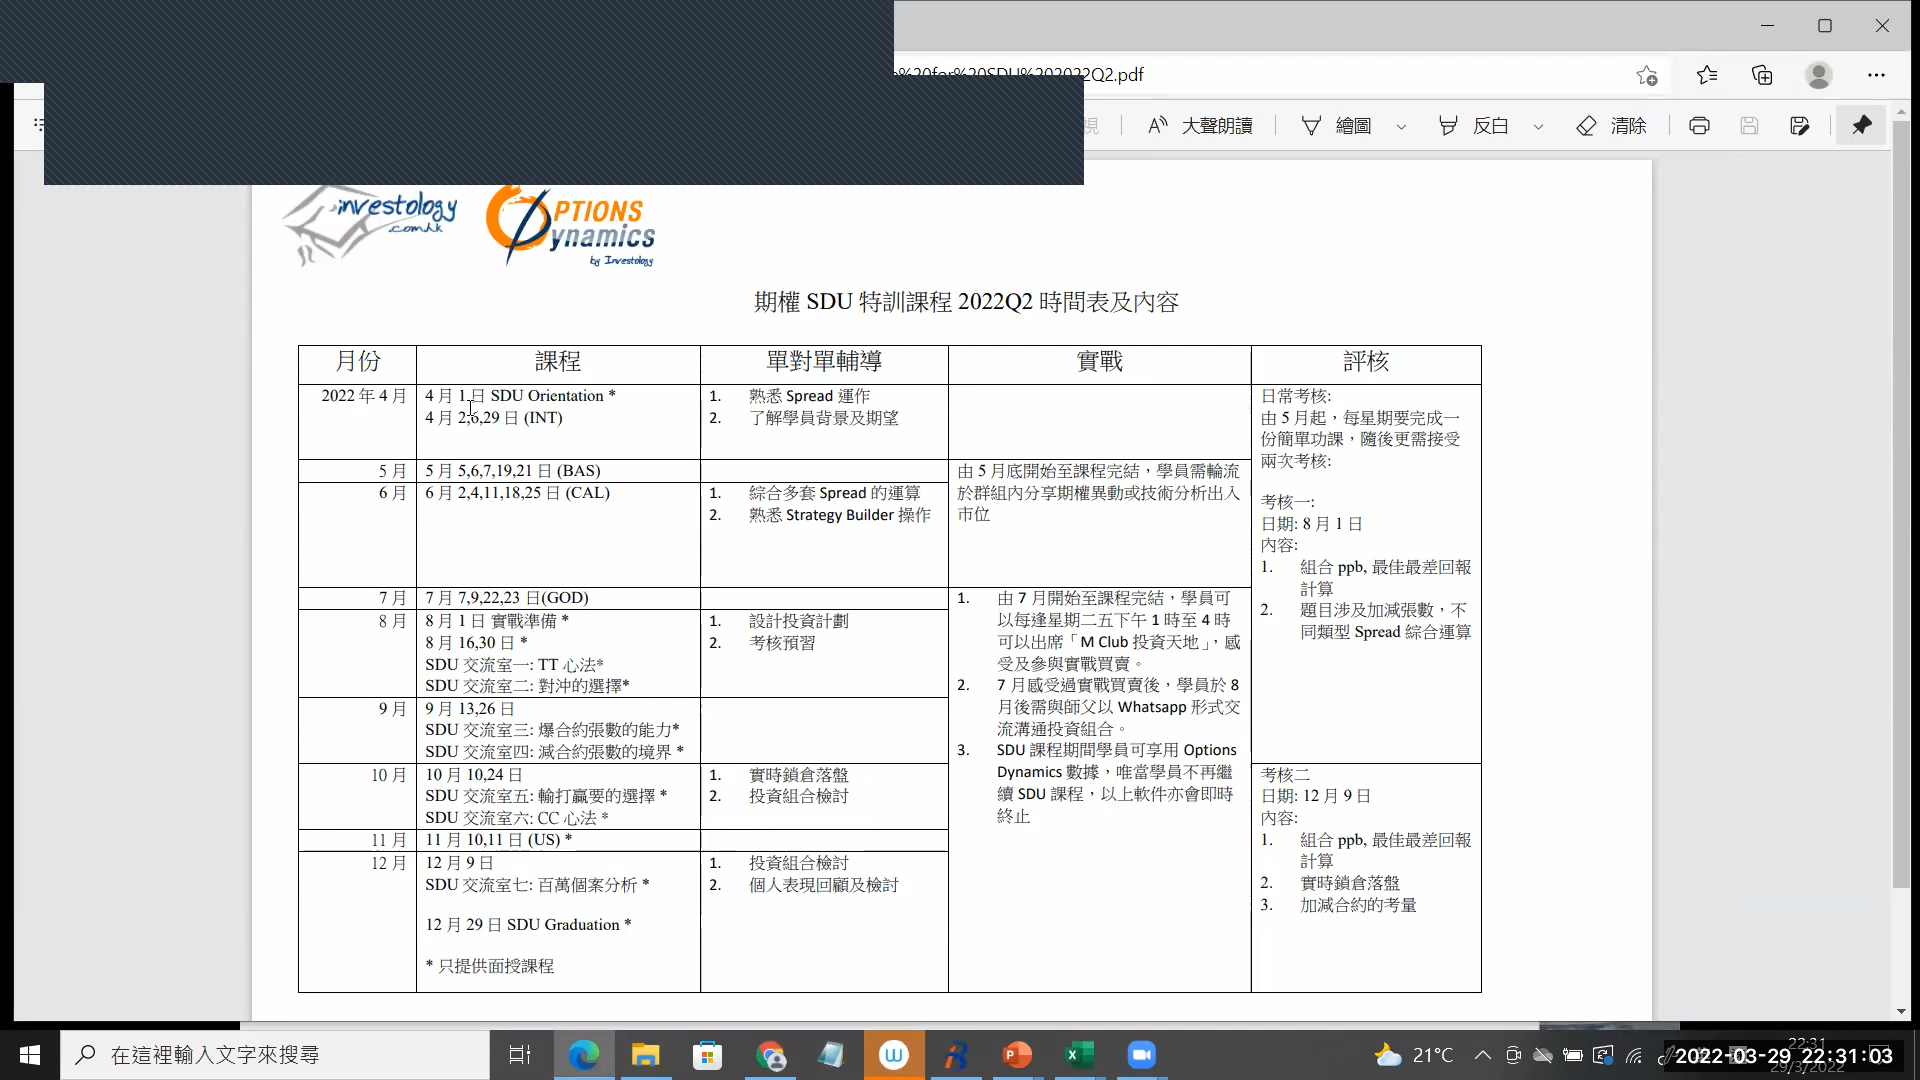 %20for%20SDU%202022Q2.pdf
大聲朗讀
繪圖
反白
清除
investology
.com.hk
OPTIONS
Dynamics
by Investology
期權 SDU 特訓課程 2022Q2 時間表及內容
月份 課程 單對單輔導 實戰 評核
2022 年 4 月
4 月 1 日 SDU Orientation *
4 月 2,6,29 日 (INT)
1. 熟悉 Spread 運作
2. 了解學員背景及期望
日常考核:
由 5 月起，每星期要完成一
份簡單功課，隨後更需接受
兩次考核:
考核一:
日期: 8 月 1 日
內容:
1. 組合 ppb, 最佳最差回報
計算
2. 題目涉及加減張數，不
同類型 Spread 綜合運算
5 月
5 月 5,6,7,19,21 日 (BAS)
由 5 月底開始至課程完結，學員需輪流
於群組內分享期權異動或技術分析出入
市位
6 月
6 月 2,4,11,18,25 日 (CAL)
1. 綜合多套 Spread 的運算
2. 熟悉 Strategy Builder 操作
7 月
7 月 7,9,22,23 日(GOD)
1. 由 7 月開始至課程完結，學員可
以每逢星期二五下午 1 時至 4 時
可以出席「M Club 投資天地」，感
受及參與實戰買賣。
2. 7 月感受過實戰買賣後，學員於 8
月後需與師父以 Whatsapp 形式交
流溝通投資組合。
3. SDU 課程期間學員可享用 Options
Dynamics 數據，唯當學員不再繼
續 SDU 課程，以上軟件亦會即時
終止
8 月
8 月 1 日 實戰準備 *
8 月 16,30 日 *
SDU 交流室一: TT 心法*
SDU 交流室二: 對沖的選擇*
1. 設計投資計劃
2. 考核預習
9 月
9 月 13,26 日
SDU 交流室三: 爆合約張數的能力*
SDU 交流室四: 減合約張數的境界 *
10 月
10 月 10,24 日
SDU 交流室五: 輸打贏要的選擇 *
SDU 交流室六: CC 心法 *
1. 實時鎖倉落盤
2. 投資組合檢討
考核二
日期: 12 月 9 日
內容:
1. 組合 ppb, 最佳最差回報
計算
2. 實時鎖倉落盤
3. 加減合約的考量
11 月
11 月 10,11 日 (US) *
12 月
12 月 9 日
SDU 交流室七: 百萬個案分析 *
12 月 29 日 SDU Graduation *
* 只提供面授課程
1. 投資組合檢討
2. 個人表現回顧及檢討
在這裡輸入文字來搜尋
21°C
22:31
29/3/2022
2022-03-29 22:31:03